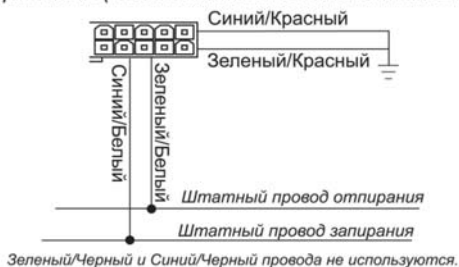 Синий/Красный
Зеленый/Красный
Синий/Белый
Зеленый/Белый
Штатный провод отпирания
Штатный провод запирания
Зеленый/Черный и Синий/Черный провода не используются.